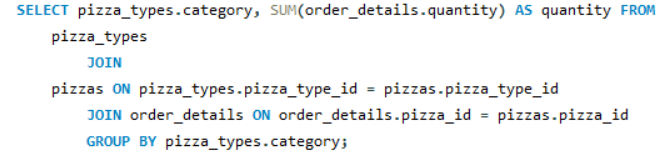 SELECT pizza_types.category, SUM(order_details.quantity) AS quantity FROM
pizza_types
JOIN
pizzas ON pizza_types.pizza_type_id = pizzas.pizza_type_id
JOIN order_details ON order_details.pizza_id = pizzas.pizza_id
GROUP BY pizza_types.category;